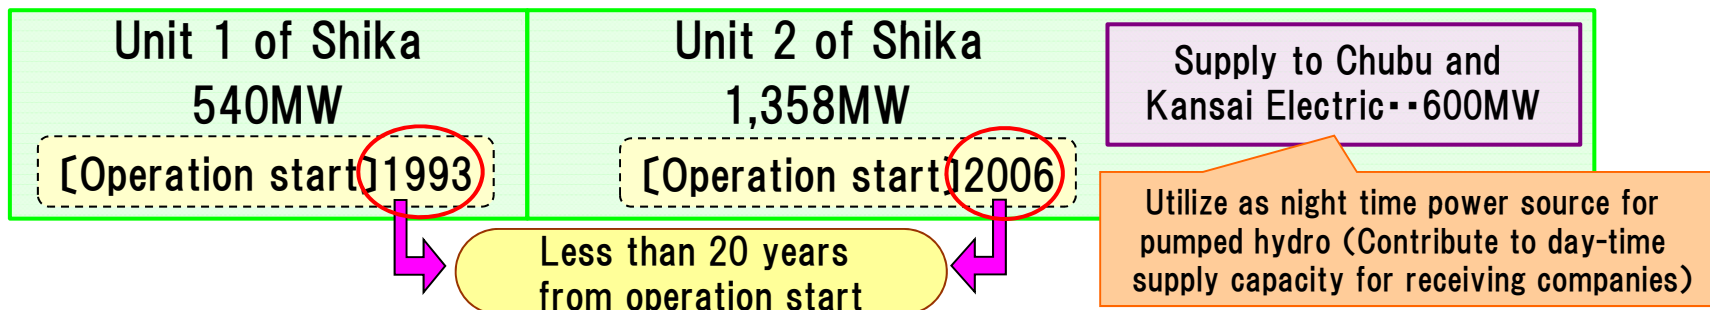 Unit 1 of Shika
540MW
〔Operation start〕1993
Unit 2 of Shika
1,358MW
〔Operation start〕2006
Supply to Chubu and
Kansai Electric・・600MW
Utilize as night time power source for
pumped hydro (Contribute to day-time
supply capacity for receiving companies)
Less than 20 years
from operation start